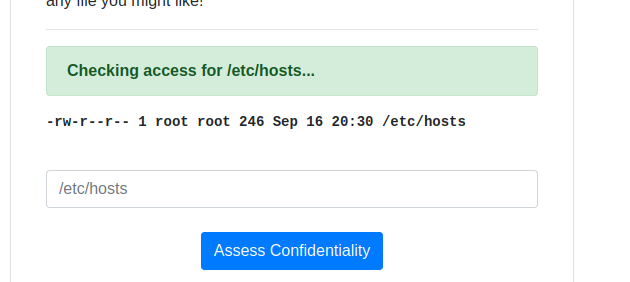 any file you might like!
Checking access for /etc/hosts...
-rw-r--r-- 1 root root 246 Sep 16 20:30 /etc/hosts
/etc/hosts
Assess Confidentiality